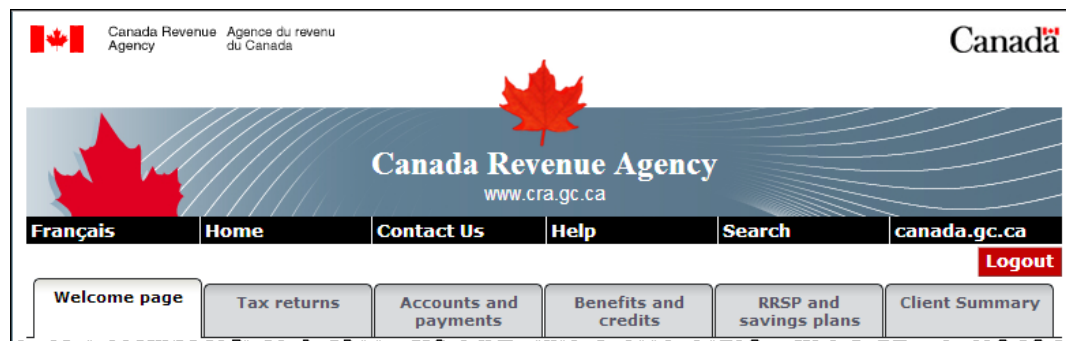 Canada Revenue Agency
Agence du revenu du Canada
Canada
Canada Revenue Agency
www.cra.gc.ca
Français Home Contact Us Help Search canada.gc.ca
Logout
Welcome page
Tax returns
Accounts and payments
Benefits and credits
RRSP and savings plans
Client Summary